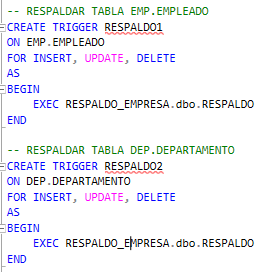 -- RESPALDAR TABLA EMP.EMPLEADO
CREATE TRIGGER RESPALDO1
ON EMP.EMPLEADO
FOR INSERT, UPDATE, DELETE
AS
BEGIN
EXEC RESPALDO_EMPRESA.dbo.RESPALDO
END
-- RESPALDAR TABLA DEP.DEPARTAMENTO
CREATE TRIGGER RESPALDO2
ON DEP.DEPARTAMENTO
FOR INSERT, UPDATE, DELETE
AS
BEGIN
EXEC RESPALDO_EMPRESA.dbo.RESPALDO
END